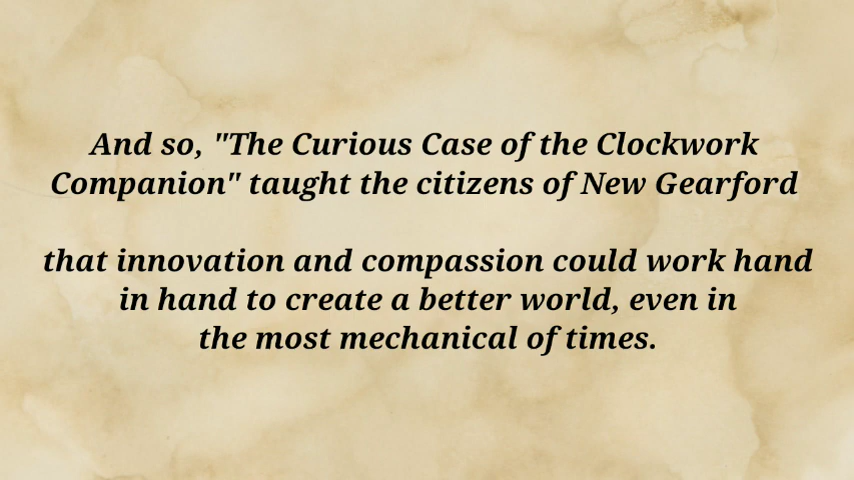 And so, "The Curious Case of the Clockwork
Companion" taught the citizens of New Gearford
that innovation and compassion could work hand
in hand to create a better world, even in
the most mechanical of times.